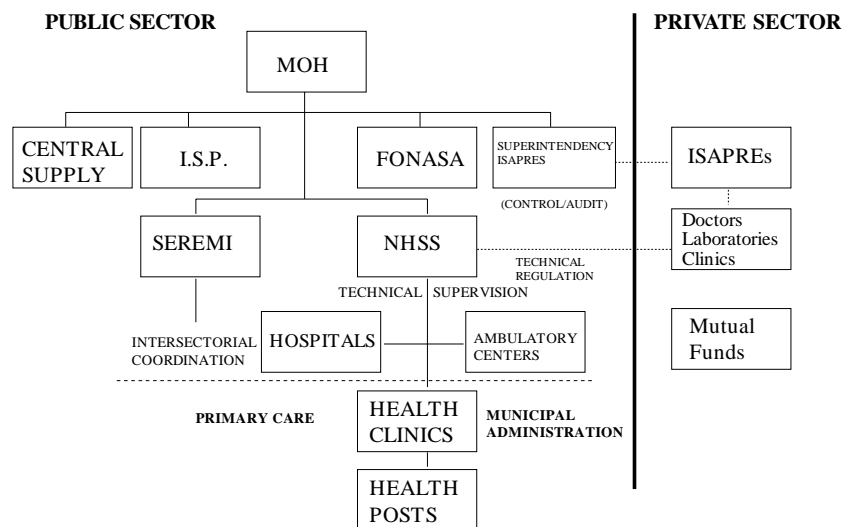 PUBLIC SECTOR
PRIVATE SECTOR
MOH
CENTRAL
SUPPLY
I.S.P.
FONASA
SUPERINTENDENCY
ISAPRES
ISAPREs
(CONTROL/AUDIT)
SEREMI
NHSS
Doctors
Laboratories
Clinics
TECHNICAL
REGULATION
TECHNICAL SUPERVISION
INTERSECTORIAL
COORDINATION
HOSPITALS
AMBULATORY
CENTERS
Mutual
Funds
PRIMARY CARE
HEALTH
CLINICS
MUNICIPAL
ADMINISTRATION
HEALTH
POSTS